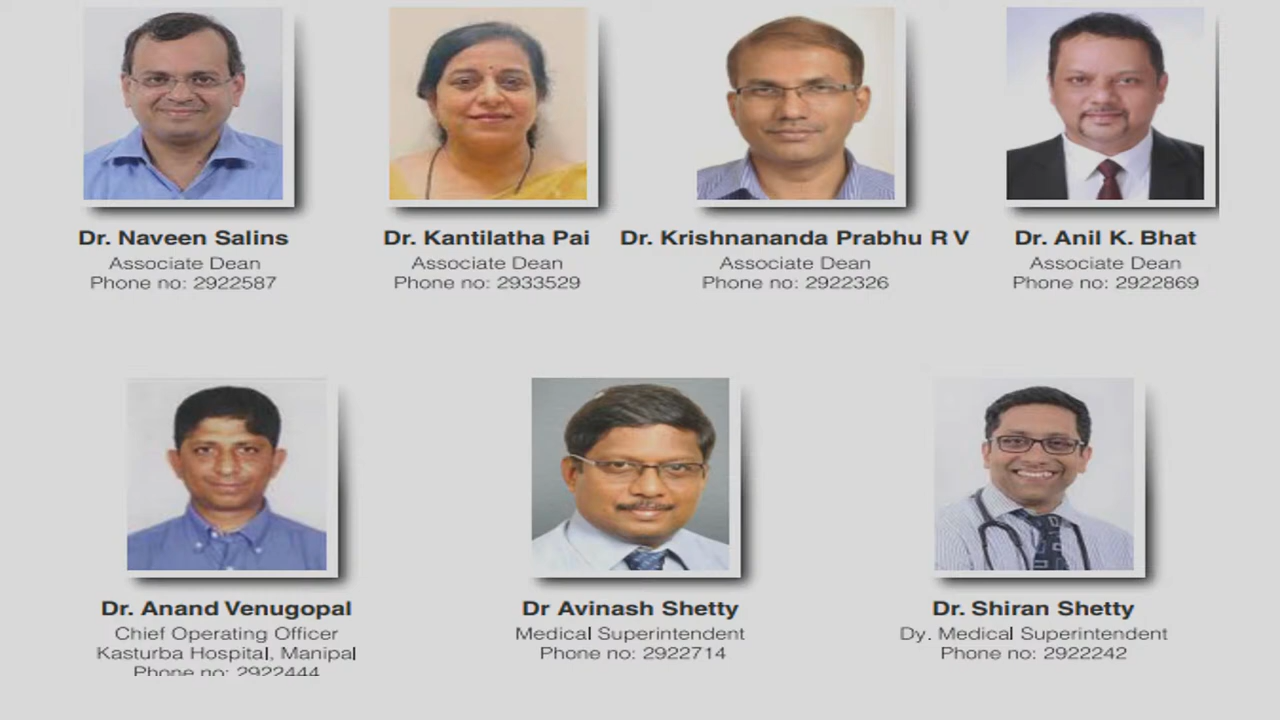 Dr. Naveen Salins
Associate Dean
Phone no: 2922587
Dr. Kantilatha Pai
Associate Dean
Phone no: 2933529
Dr. Krishnananda Prabhu R V
Associate Dean
Phone no: 2922326
Dr. Anil K. Bhat
Associate Dean
Phone no: 2922869
Dr. Anand Venugopal
Chief Operating Officer
Kasturba Hospital, Manipal
Phone no: 2922444
Dr Avinash Shetty
Medical Superintendent
Phone no: 2922714
Dr. Shiran Shetty
Dy. Medical Superintendent
Phone no: 2922242